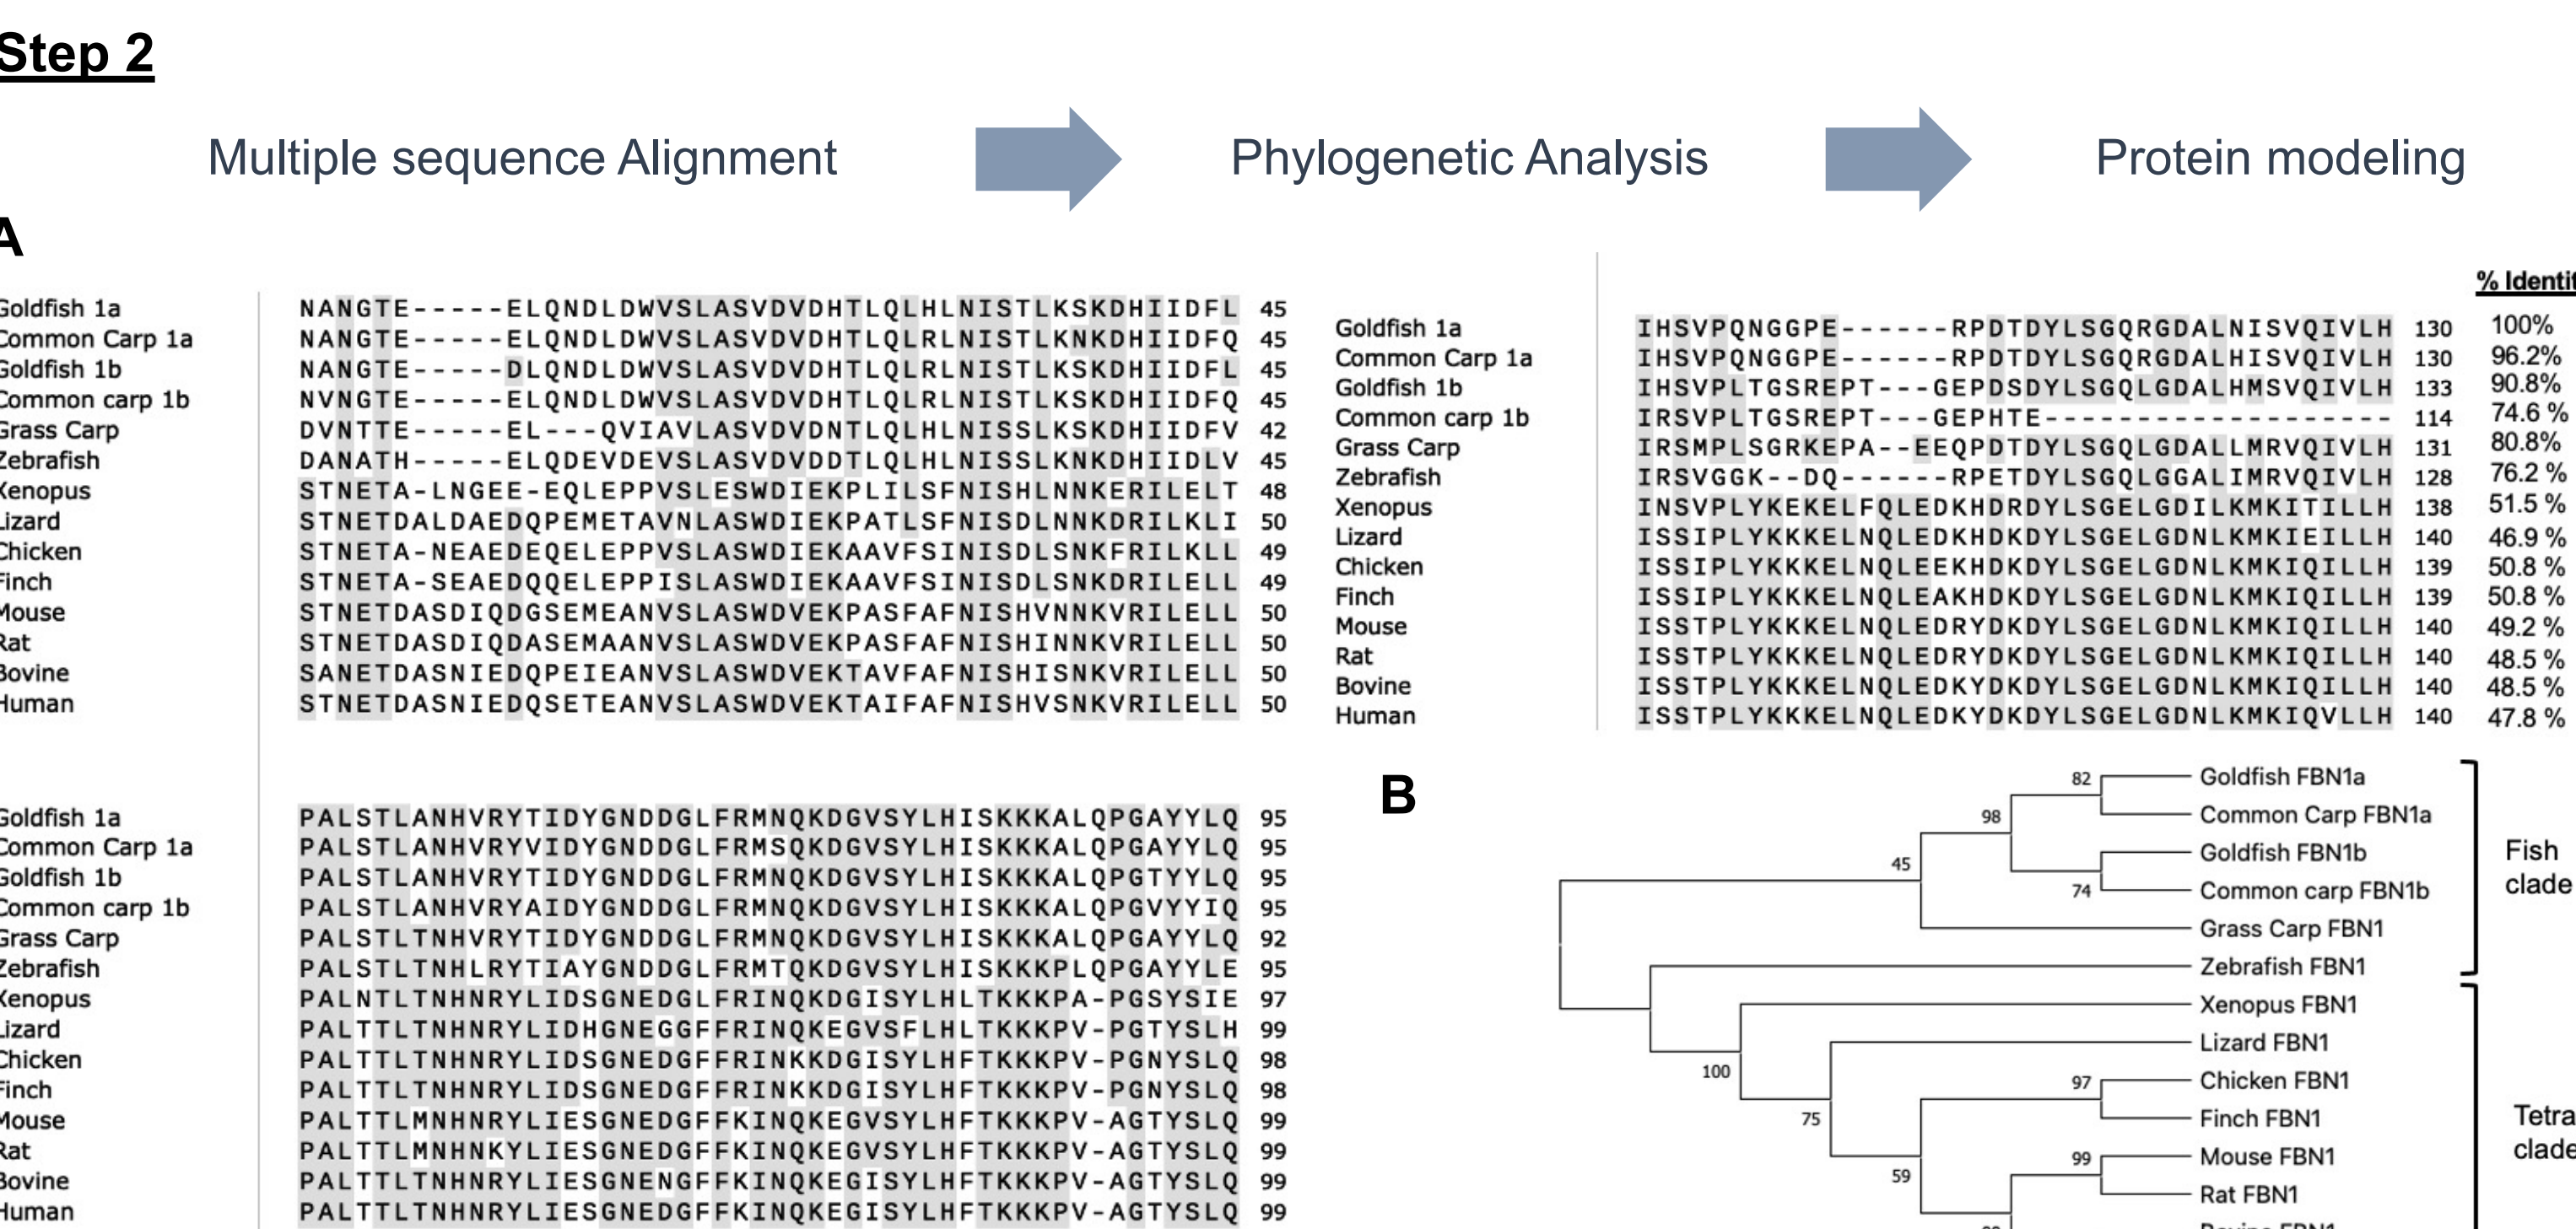 Step 2
Multiple sequence Alignment
Phylogenetic Analysis
Protein modeling
A
Goldfish 1a NANGTE-----ELQNDLDWVSLASVDVDHTLQLHLNISTLKSKDHIIDFL 45
Common Carp 1a NANGTE-----ELQNDLDWVSLASVDVDHTLQLRLNISTLKNKDHIIDFQ 45
Goldfish 1b NANGTE-----DLQNDLDWVSLASVDVDHTLQLRLNISTLKSKDHIIDFL 45
Common carp 1b NVNGTE-----ELQNDLDWVSLASVDVDHTLQLRLNISTLKSKDHIIDFQ 45
Grass Carp DVNTTE-----EL---QVIAVLASVDVDNTLQLHLNISSLKSKDHIIDFV 42
Zebrafish DANATH-----ELQDEVDEVSLASVDVDDTLQLHLNISSLKNKDHIIDLV 45
Xenopus STNETA-LNGEE-EQLEPPVSLESWDIEKPLILSFNISHLNNKERILELT 48
Lizard STNETDALDAEDQPEMETAVNLASWDIEKPATLSFNISDLNNKDRILKLI 50
Chicken STNETA-NEAEDEQELEPPVSLASWDIEKAAVFSINISDLSNKFRILKLL 49
Finch STNETA-SEAEDQQELEPPISLASWDIEKAAVFSINISDLSNKDRILELL 49
Mouse STNETDASDIQDGSEMEANVSLASWDVEKPASFAFNISHVNNKVRILELL 50
Rat STNETDASDIQDASEMAANVSLASWDVEKPASFAFNISHINNKVRILELL 50
Bovine SANETDASNIEDQPEIEANVSLASWDVEKTAVFAFNISHISNKVRILELL 50
Human STNETDASNIEDQSETEANVSLASWDVEKTAIFAFNISHVSNKVRILELL 50
Goldfish 1a PALSTLANHVRYTIDYGNDDGLFRMNQKDGVSYLHISKKKALQPGAYYLQ 95
Common Carp 1a PALSTLANHVRYVIDYGNDDGLFRMSQKDGVSYLHISKKKALQPGAYYLQ 95
Goldfish 1b PALSTLANHVRYTIDYGNDDGLFRMNQKDGVSYLHISKKKALQPGTYYLQ 95
Common carp 1b PALSTLANHVRYAIDYGNDDGLFRMNQKDGVSYLHISKKKALQPGVYYIQ 95
Grass Carp PALSTLTNHVRYTIDYGNDDGLFRMNQKDGVSYLHISKKKALQPGAYYLQ 92
Zebrafish PALSTLTNHLRYTIAYGNDDGLFRMTQKDGVSYLHISKKKPLQPGAYYLE 95
Xenopus PALNTLTNHNRYLIDSGNEDGLFRINQKDGISYLHLTKKKPA-PGSYSIE 97
Lizard PALTTLTNHNRYLIDHGNEGGFFRINQKEGVSFLHLTKKKPV-PGTYSLH 99
Chicken PALTTLTNHNRYLIDSGNEDGFFRINKKDGISYLHFTKKKPV-PGNYSLQ 98
Finch PALTTLTNHNRYLIDSGNEDGFFRINKKDGISYLHFTKKKPV-PGNYSLQ 98
Mouse PALTTLMNHNRYLIESGNEDGFFKINQKEGVSYLHFTKKKPV-AGTYSLQ 99
Rat PALTTLMNHNKYLIESGNEDGFFKINQKEGVSYLHFTKKKPV-AGTYSLQ 99
Bovine PALTTLTNHNRYLIESGNENGFFKINQKEGISYLHFTKKKPV-AGTYSLQ 99
Human PALTTLTNHNRYLIESGNEDGFFKINQKEGISYLHFTKKKPV-AGTYSLQ 99
% Identit
Goldfish 1a IHSVPQNGGPE------RPDTDYLSGQRGDALNISVQIVLH 130 100%
Common Carp 1a IHSVPQNGGPE------RPDTDYLSGQRGDALHISVQIVLH 130 96.2%
Goldfish 1b IHSVPLTGSREPT---GEPDSDYLSGQLGDALHMSVQIVLH 133 90.8%
Common carp 1b IRSVPLTGSREPT---GEPHTE------------------- 114 74.6 %
Grass Carp IRSMPLSGRKEPA--EEQPDTDYLSGQLGDALLMRVQIVLH 131 80.8%
Zebrafish IRSVGGK--DQ------RPETDYLSGQLGGALIMRVQIVLH 128 76.2 %
Xenopus INSVPLYKEKELFQLEDKHDRDYLSGELGDILKMKITILLH 138 51.5 %
Lizard ISSIPLYKKKELNQLEDKHDKDYLSGELGDNLKMKIEILLH 140 46.9 %
Chicken ISSIPLYKKKELNQLEEKHDKDYLSGELGDNLKMKIQILLH 139 50.8 %
Finch ISSIPLYKKKELNQLEAKHDKDYLSGELGDNLKMKIQILLH 139 50.8 %
Mouse ISSTPLYKKKELNQLEDRYDKDYLSGELGDNLKMKIQILLH 140 49.2 %
Rat ISSTPLYKKKELNQLEDRYDKDYLSGELGDNLKMKIQILLH 140 48.5 %
Bovine ISSTPLYKKKELNQLEDKYDKDYLSGELGDNLKMKIQILLH 140 48.5 %
Human ISSTPLYKKKELNQLEDKYDKDYLSGELGDNLKMKIQVLLH 140 47.8 %
B
82 Goldfish FBN1a
98 Common Carp FBN1a
45 Goldfish FBN1b
74 Common carp FBN1b
Grass Carp FBN1
Zebrafish FBN1
Fish
clade
Xenopus FBN1
Lizard FBN1
100
97 Chicken FBN1
75 Finch FBN1
99 Mouse FBN1
59 Rat FBN1
Tetra
clade